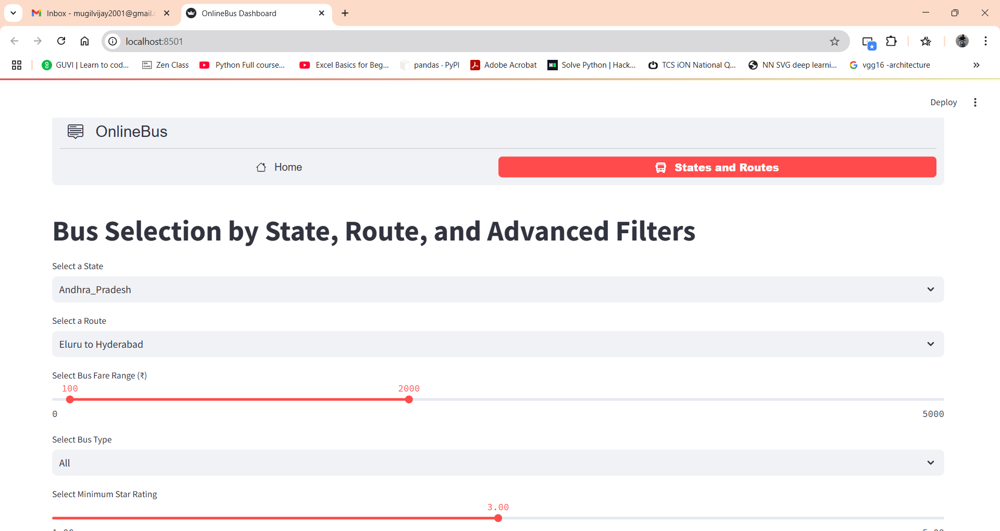 Inbox - mugilvijay2001@gmail.c
OnlineBus Dashboard
localhost:8501
GUVI | Learn to cod...
Zen Class
Python Full course...
Excel Basics for Beg...
pandas · PyPI
Adobe Acrobat
Solve Python | Hack...
TCS iON National Q...
NN SVG deep learni...
vgg16 -architecture
Deploy
OnlineBus
Home
States and Routes
Bus Selection by State, Route, and Advanced Filters
Select a State
Andhra_Pradesh
Select a Route
Eluru to Hyderabad
Select Bus Fare Range (₹)
100 2000
0 5000
Select Bus Type
All
Select Minimum Star Rating
3.00